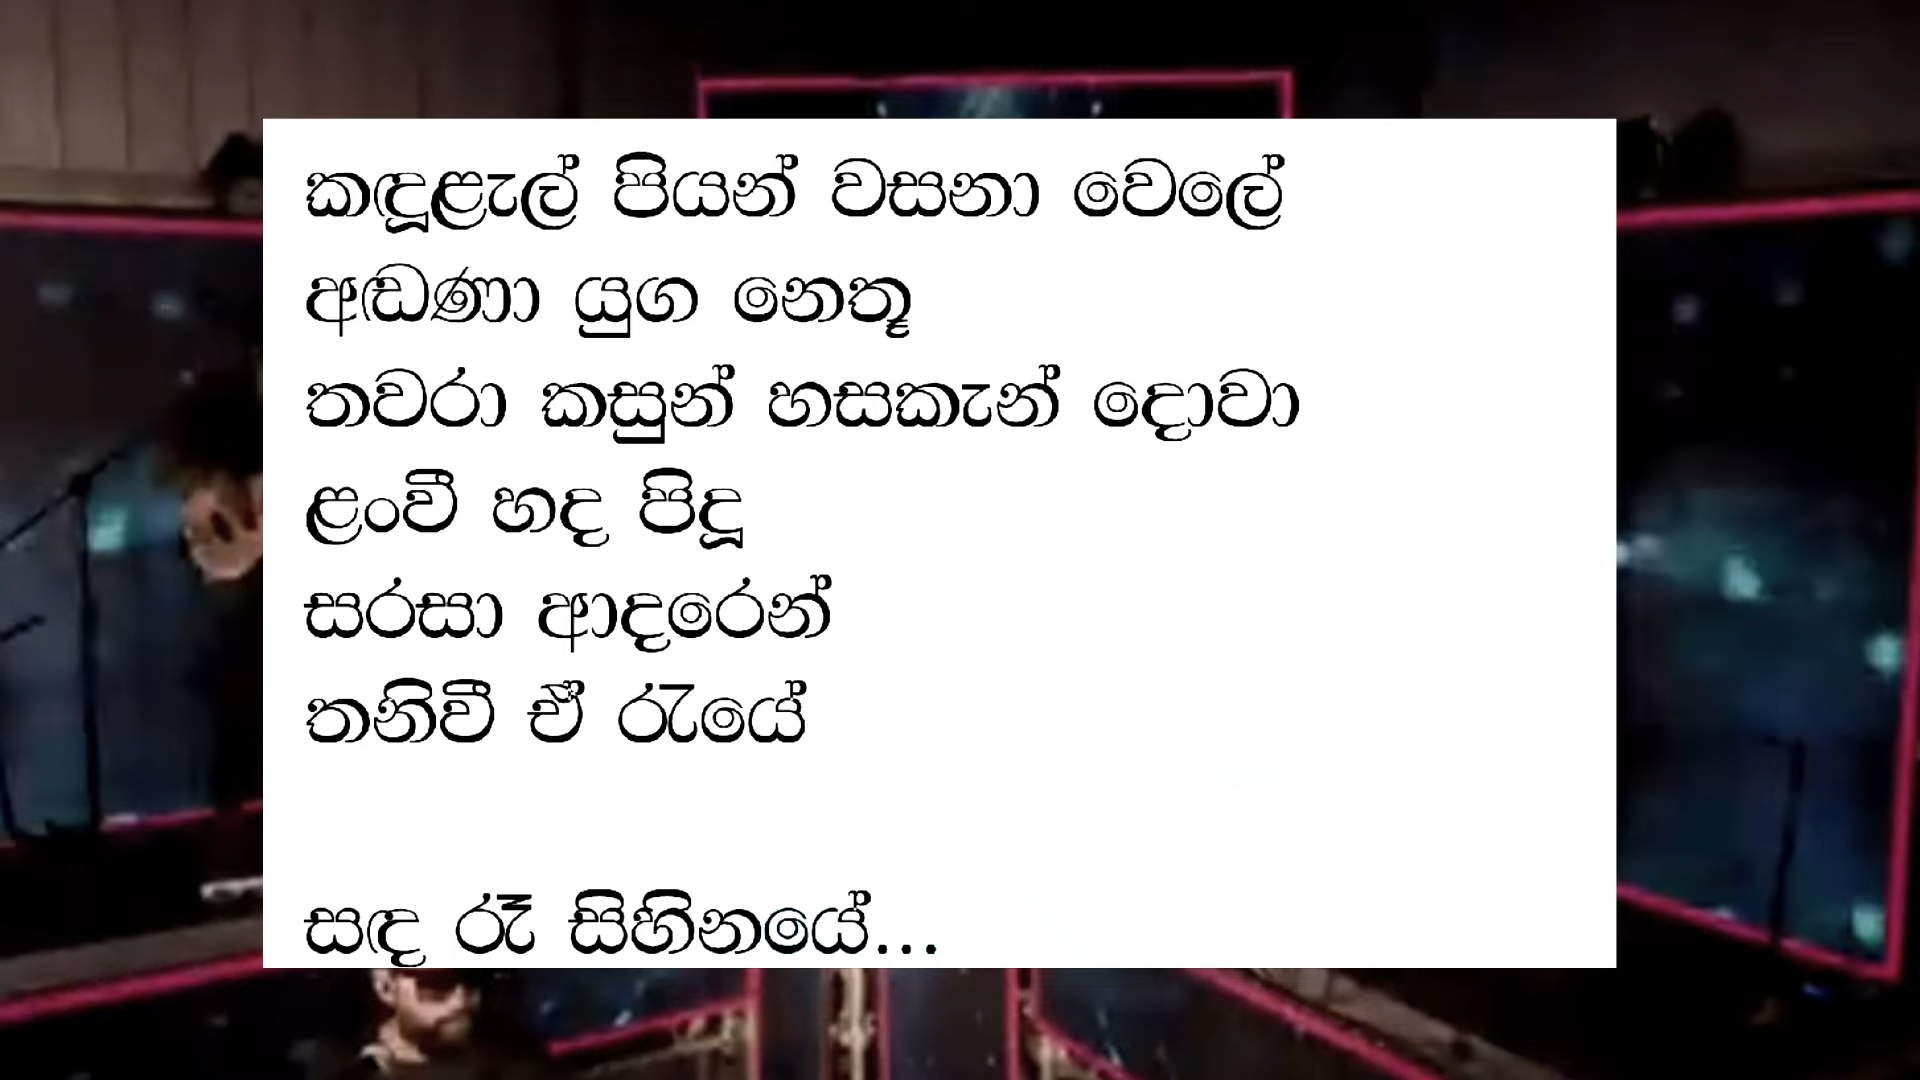 කඳූළැල් පියන් වසනා වෙලේ
අඬණා යුග නෙතූ
තවරා කසුන් හසකැන් දොවා
ළංවී හද පිදූ
සරසා ආදරෙන්
තනිවී ඒ රැයේ
සඳ රෑ සිහිනයේ...